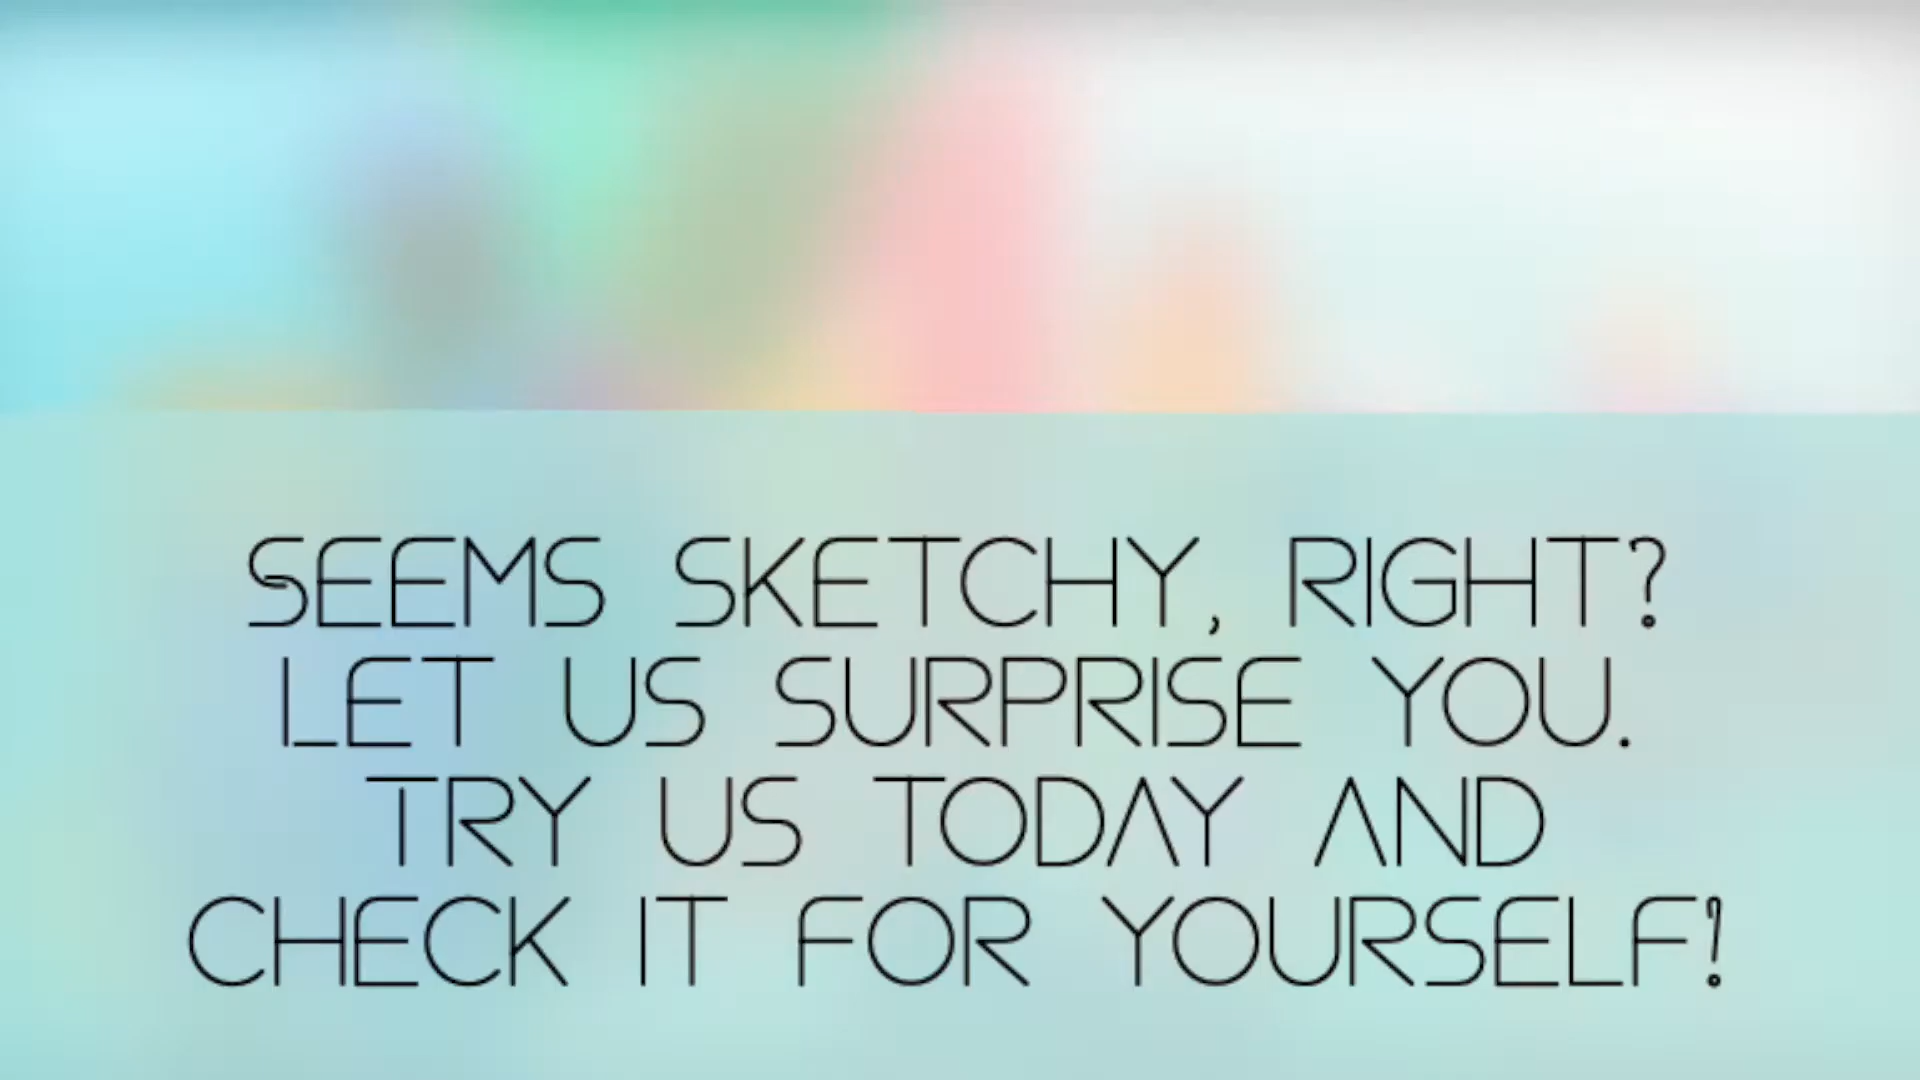 SEEMS SKETCHY, RIGHT?
LET US SURPRISE YOU.
TRY US TODAY AND
CHECK IT FOR YOURSELF!